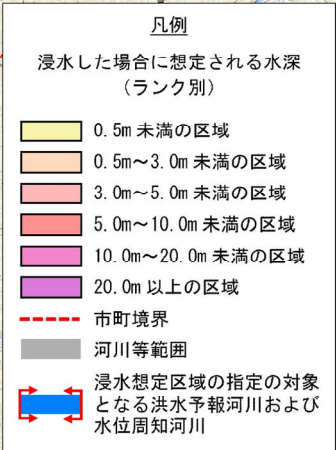 凡例
浸水した場合に想定される水深
（ランク別）
0.5m 未満の区域
0.5m～3.0m 未満の区域
3.0m～5.0m 未満の区域
5.0m～10.0m 未満の区域
10.0m～20.0m 未満の区域
20.0m 以上の区域
市町境界
河川等範囲
浸水想定区域の指定の対象
となる洪水予報河川および
水位周知河川